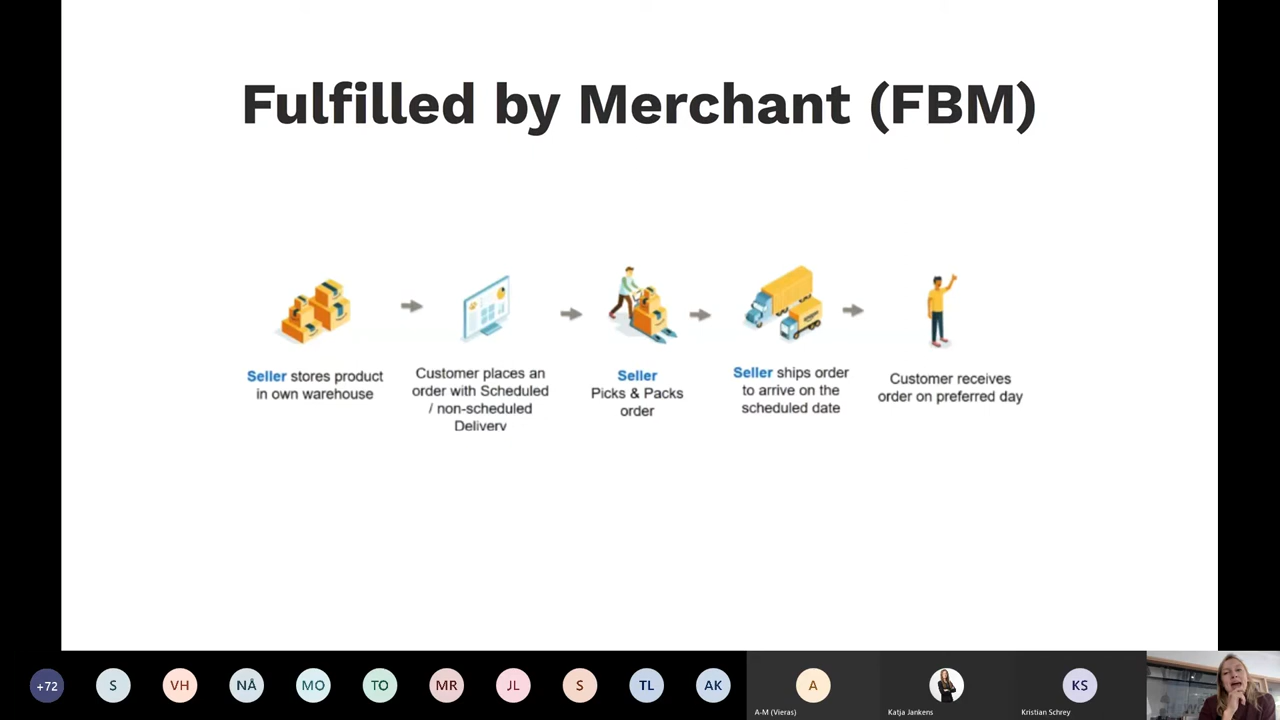 Fulfilled by Merchant (FBM)
Seller stores product
in own warehouse
Customer places an
order with Scheduled
/ non-scheduled
Delivery
Seller
Picks & Packs
order
Seller ships order
to arrive on the
scheduled date
Customer receives
order on preferred day
+72
S
VH
NÅ
MO
TO
MR
JL
S
TL
AK
A
A-M (Vieras)
Katja Jankens
KS
Kristian Schrey